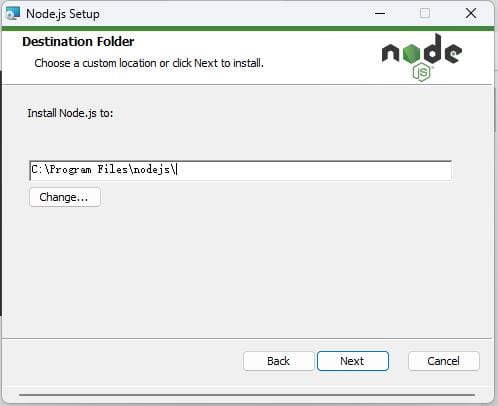 Node.js Setup
Destination Folder
Choose a custom location or click Next to install.
node
JS
Install Node.js to:
C:\Program Files\nodejs\
Change...
Back
Next
Cancel